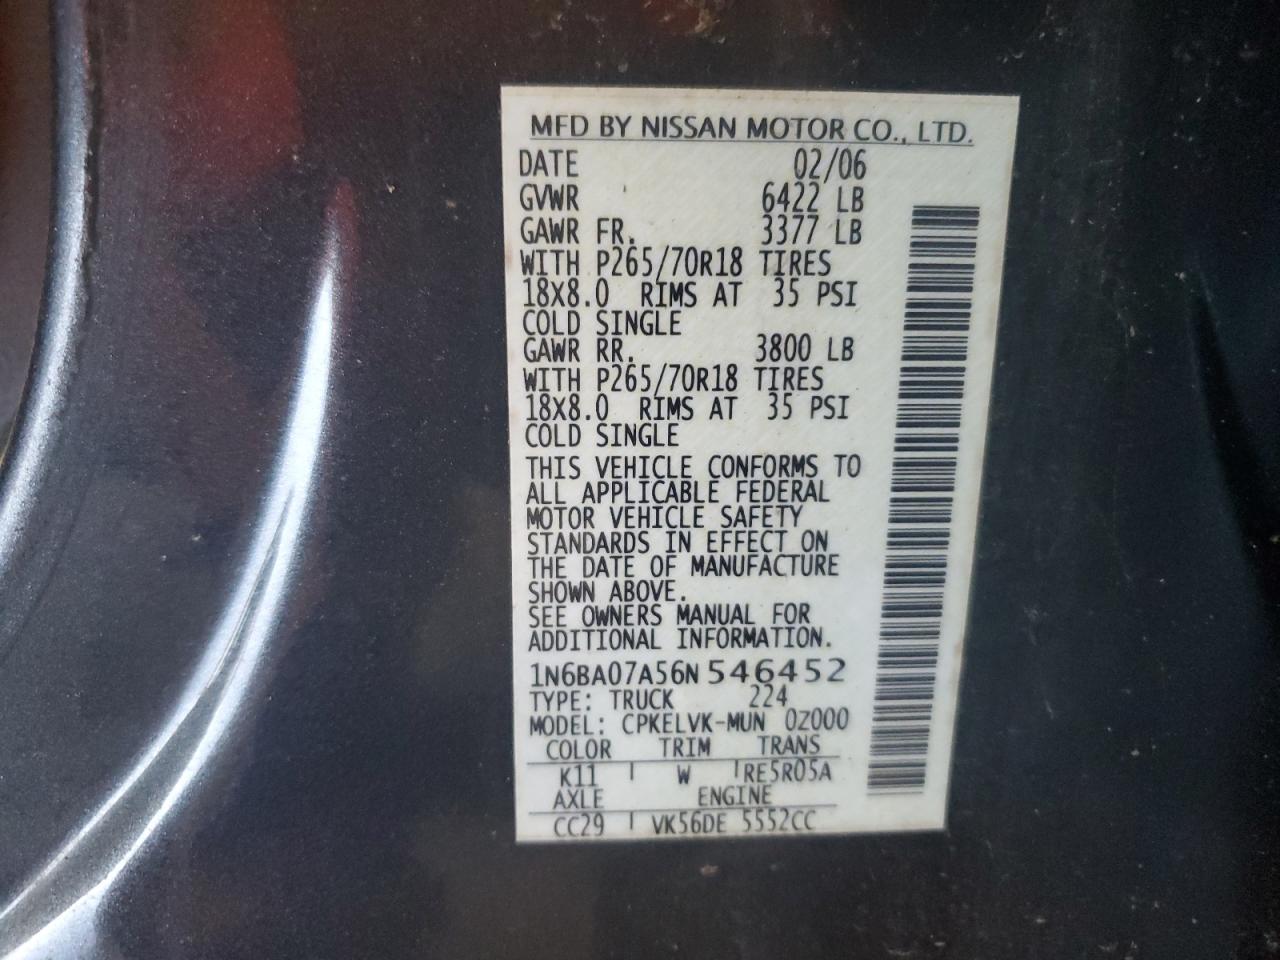 MFD BY NISSAN MOTOR CO., LTD.
DATE 02/06
GVWR 6422 LB
GAWR FR. 3377 LB
WITH P265/70R18 TIRES
18X8.0 RIMS AT 35 PSI
COLD SINGLE
GAWR RR. 3800 LB
WITH P265/70R18 TIRES
18X8.0 RIMS AT 35 PSI
COLD SINGLE
THIS VEHICLE CONFORMS TO
ALL APPLICABLE FEDERAL
MOTOR VEHICLE SAFETY
STANDARDS IN EFFECT ON
THE DATE OF MANUFACTURE
SHOWN ABOVE.
SEE OWNERS MANUAL FOR
ADDITIONAL INFORMATION.
1N6BA07A56N 546452
TYPE: TRUCK 224
MODEL: CPKELVK-MUN 0Z000
COLOR TRIM TRANS
K11 W RE5R05A
AXLE ENGINE
CC29 VK56DE 5552CC